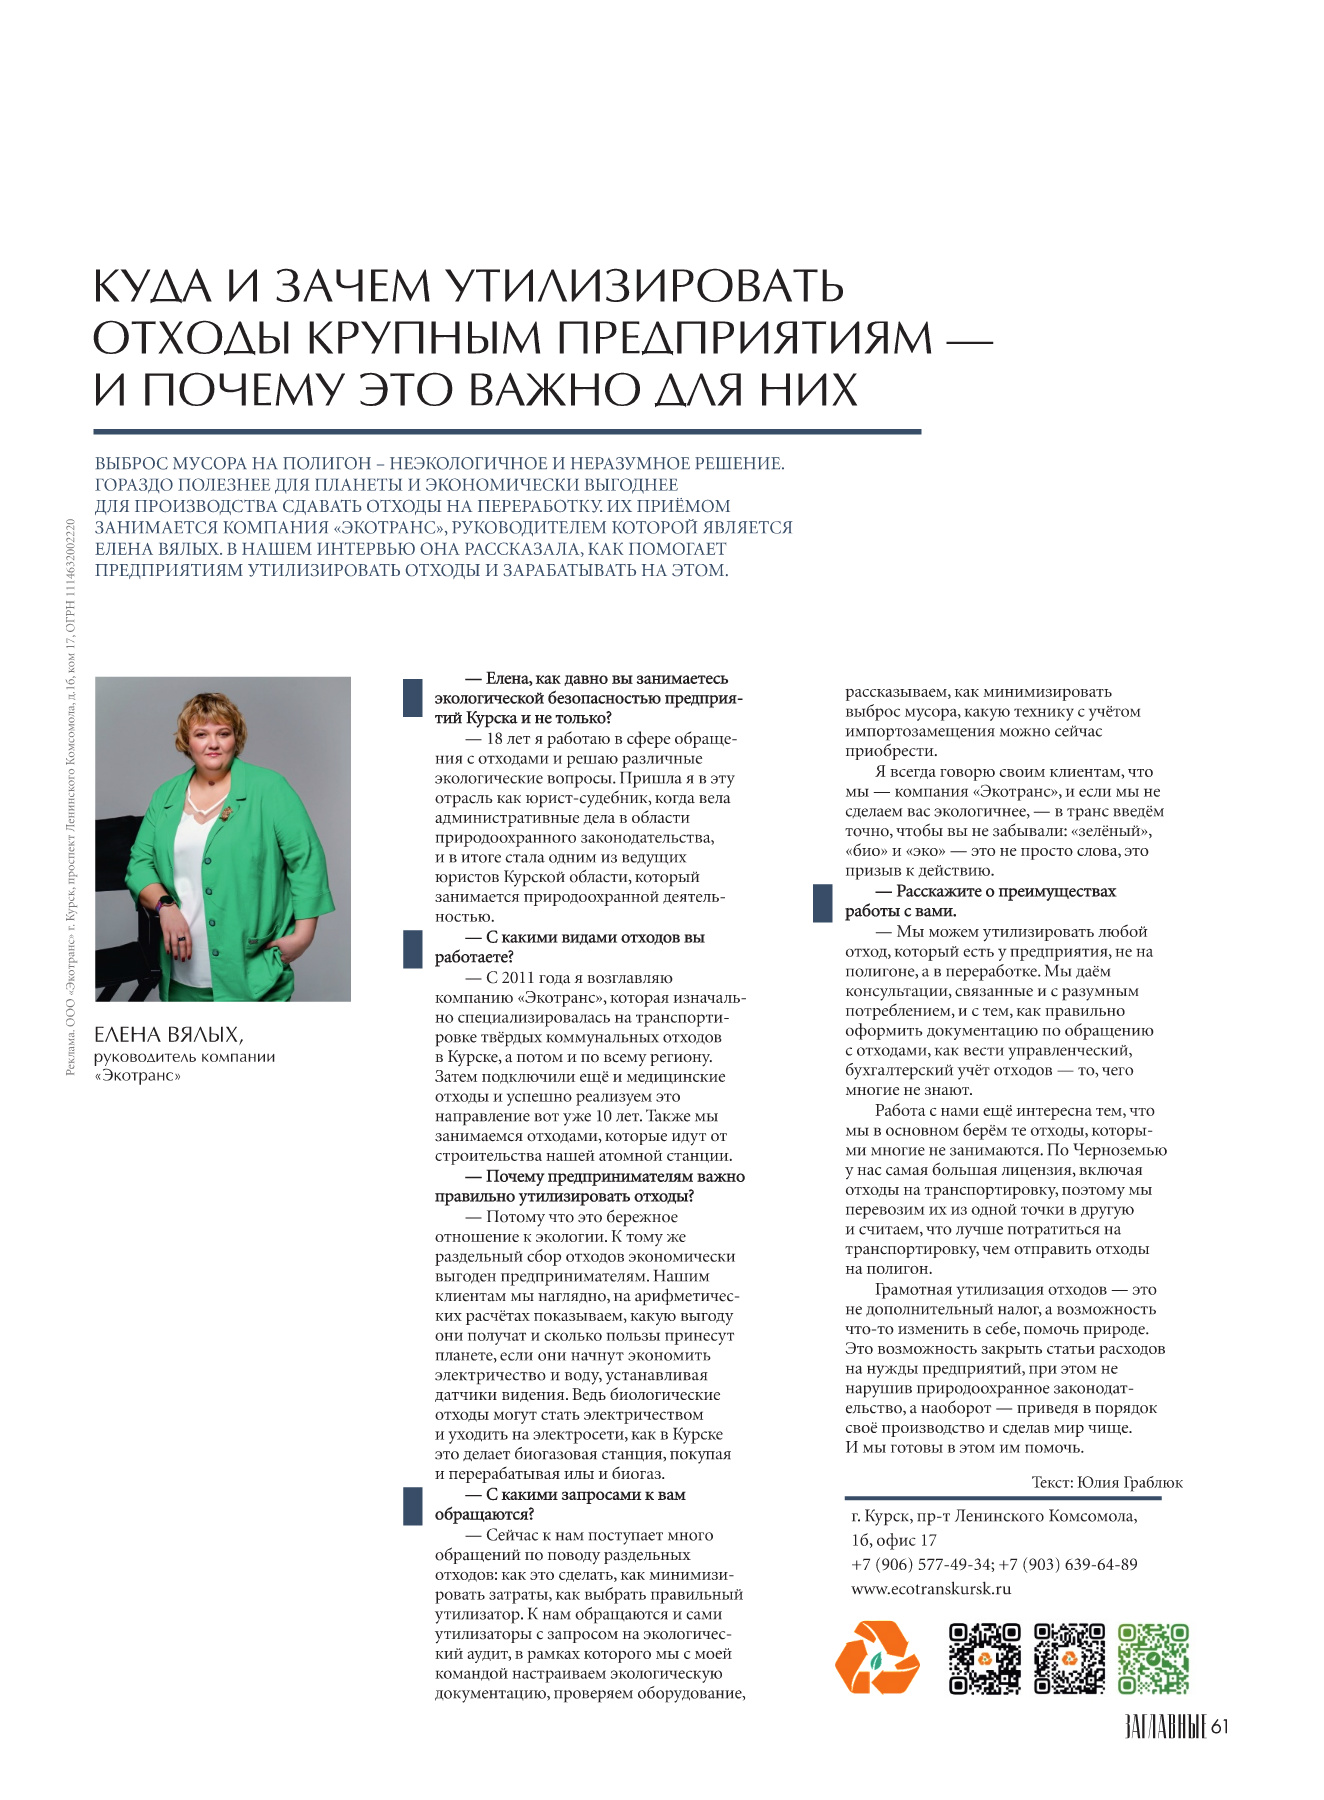 КУДА И ЗАЧЕМ УТИЛИЗИРОВАТЬ
ОТХОДЫ КРУПНЫМ ПРЕДПРИЯТИЯМ —
И ПОЧЕМУ ЭТО ВАЖНО ДЛЯ НИХ
ВЫБРОС МУСОРА НА ПОЛИГОН – НЕЭКОЛОГИЧНОЕ И НЕРАЗУМНОЕ РЕШЕНИЕ.
ГОРАЗДО ПОЛЕЗНЕЕ ДЛЯ ПЛАНЕТЫ И ЭКОНОМИЧЕСКИ ВЫГОДНЕЕ
ДЛЯ ПРОИЗВОДСТВА СДАВАТЬ ОТХОДЫ НА ПЕРЕРАБОТКУ. ИХ ПРИЁМОМ
ЗАНИМАЕТСЯ КОМПАНИЯ «ЭКОТРАНС», РУКОВОДИТЕЛЕМ КОТОРОЙ ЯВЛЯЕТСЯ
ЕЛЕНА ВЯЛЫХ. В НАШЕМ ИНТЕРВЬЮ ОНА РАССКАЗАЛА, КАК ПОМОГАЕТ
ПРЕДПРИЯТИЯМ УТИЛИЗИРОВАТЬ ОТХОДЫ И ЗАРАБАТЫВАТЬ НА ЭТОМ.
Реклама. ООО «Экотранс» г. Курск, проспект Ленинского Комсомола, д.16, ком 17, ОГРН 1114632002220
ЕЛЕНА ВЯЛЫХ,
руководитель компании
«Экотранс»
— Елена, как давно вы занимаетесь
экологической безопасностью предприя-
тий Курска и не только?
— 18 лет я работаю в сфере обраще-
ния с отходами и решаю различные
экологические вопросы. Пришла я в эту
отрасль как юрист-судебник, когда вела
административные дела в области
природоохранного законодательства,
и в итоге стала одним из ведущих
юристов Курской области, который
занимается природоохранной деятель-
ностью.
— С какими видами отходов вы
работаете?
— С 2011 года я возглавляю
компанию «Экотранс», которая изначаль-
но специализировалась на транспорти-
ровке твёрдых коммунальных отходов
в Курске, а потом и по всему региону.
Затем подключили ещё и медицинские
отходы и успешно реализуем это
направление вот уже 10 лет. Также мы
занимаемся отходами, которые идут от
строительства нашей атомной станции.
— Почему предпринимателям важно
правильно утилизировать отходы?
— Потому что это бережное
отношение к экологии. К тому же
раздельный сбор отходов экономически
выгоден предпринимателям. Нашим
клиентам мы наглядно, на арифметичес-
ких расчётах показываем, какую выгоду
они получат и сколько пользы принесут
планете, если они начнут экономить
электричество и воду, устанавливая
датчики видения. Ведь биологические
отходы могут стать электричеством
и уходить на электросети, как в Курске
это делает биогазовая станция, покупая
и перерабатывая илы и биогаз.
— С какими запросами к вам
обращаются?
— Сейчас к нам поступает много
обращений по поводу раздельных
отходов: как это сделать, как минимизи-
ровать затраты, как выбрать правильный
утилизатор. К нам обращаются и сами
утилизаторы с запросом на экологичес-
кий аудит, в рамках которого мы с моей
командой настраиваем экологическую
документацию, проверяем оборудование,
рассказываем, как минимизировать
выброс мусора, какую технику с учётом
импортозамещения можно сейчас
приобрести.
Я всегда говорю своим клиентам, что
мы — компания «Экотранс», и если мы не
сделаем вас экологичнее, — в транс введём
точно, чтобы вы не забывали: «зелёный»,
«био» и «эко» — это не просто слова, это
призыв к действию.
— Расскажите о преимуществах
работы с вами.
— Мы можем утилизировать любой
отход, который есть у предприятия, не на
полигоне, а в переработке. Мы даём
консультации, связанные и с разумным
потреблением, и с тем, как правильно
оформить документацию по обращению
с отходами, как вести управленческий,
бухгалтерский учёт отходов — то, чего
многие не знают.
Работа с нами ещё интересна тем, что
мы в основном берём те отходы, которы-
ми многие не занимаются. По Черноземью
у нас самая большая лицензия, включая
отходы на транспортировку, поэтому мы
перевозим их из одной точки в другую
и считаем, что лучше потратиться на
транспортировку, чем отправить отходы
на полигон.
Грамотная утилизация отходов — это
не дополнительный налог, а возможность
что-то изменить в себе, помочь природе.
Это возможность закрыть статьи расходов
на нужды предприятий, при этом не
нарушив природоохранное законодат-
ельство, а наоборот — приведя в порядок
своё производство и сделав мир чище.
И мы готовы в этом им помочь.
Текст: Юлия Граблюк
г. Курск, пр-т Ленинского Комсомола,
16, офис 17
+7 (906) 577-49-34; +7 (903) 639-64-89
www.ecotranskursk.ru
ЗАГЛАВНЫЕ 61